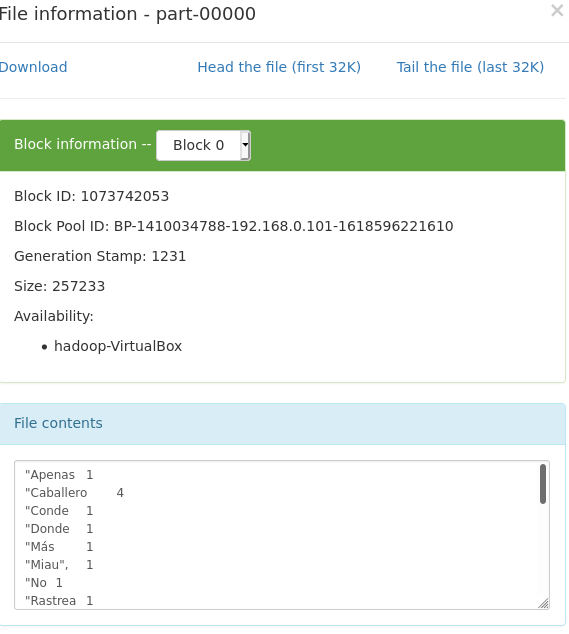 File information - part-00000
×
Download Head the file (first 32K) Tail the file (last 32K)
Block information -- Block 0
Block ID: 1073742053
Block Pool ID: BP-1410034788-192.168.0.101-1618596221610
Generation Stamp: 1231
Size: 257233
Availability:
• hadoop-VirtualBox
File contents
"Apenas 1
"Caballero 4
"Conde 1
"Donde 1
"Más 1
"Miau", 1
"No 1
"Rastrea 1